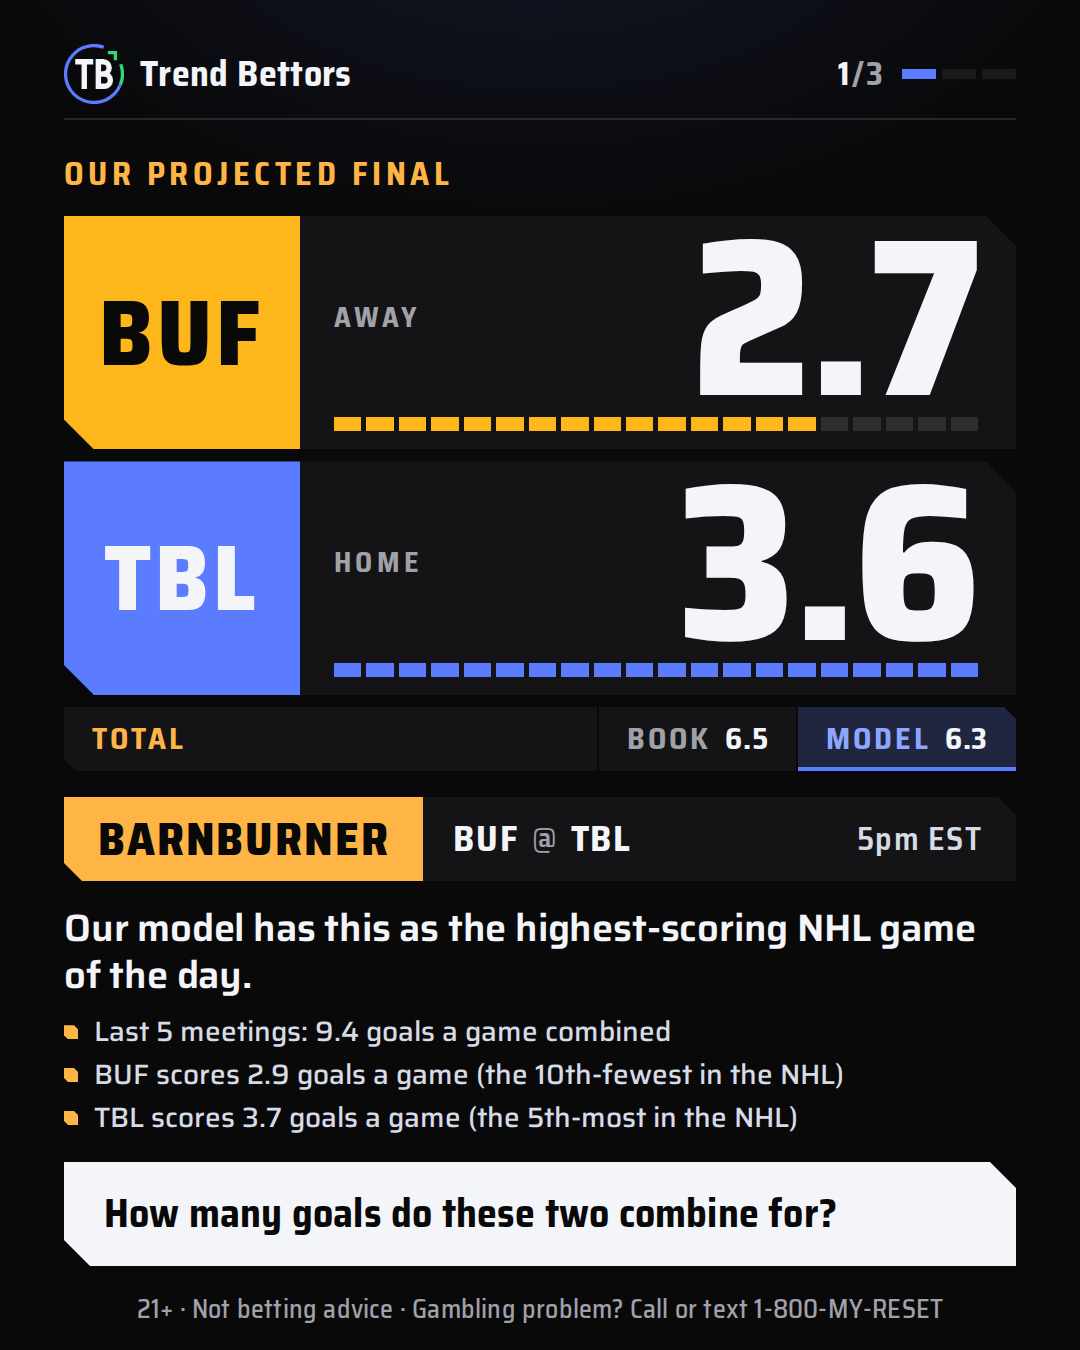 TB Trend Bettors 1/3
OUR PROJECTED FINAL
BUF AWAY 2.7
TBL HOME 3.6
TOTAL BOOK 6.5 MODEL 6.3
BARNBURNER BUF @ TBL 5pm EST
Our model has this as the highest-scoring NHL game
of the day.
Last 5 meetings: 9.4 goals a game combined
BUF scores 2.9 goals a game (the 10th-fewest in the NHL)
TBL scores 3.7 goals a game (the 5th-most in the NHL)
How many goals do these two combine for?
21+ · Not betting advice · Gambling problem? Call or text 1-800-MY-RESET